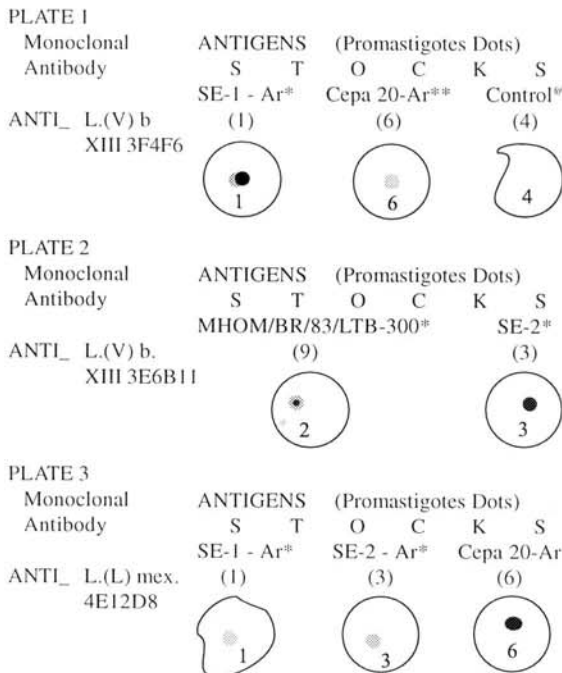 PLATE 1
Monoclonal ANTIGENS (Promastigotes Dots)
Antibody S T O C K S
SE-1 - Ar* Cepa 20-Ar** Control
ANTI_ L.(V) b (1) (6) (4)
XIII 3F4F6
1 6 4
PLATE 2
Monoclonal ANTIGENS (Promastigotes Dots)
Antibody S T O C K S
MHOM/BR/83/LTB-300* SE-2*
ANTI_ L.(V) b. (9) (3)
XIII 3E6B11
2 3
PLATE 3
Monoclonal ANTIGENS (Promastigotes Dots)
Antibody S T O C K S
SE-1 - Ar* SE-2 - Ar* Cepa 20-Ar
ANTI_ L.(L) mex. (1) (3) (6)
4E12D8
1 3 6